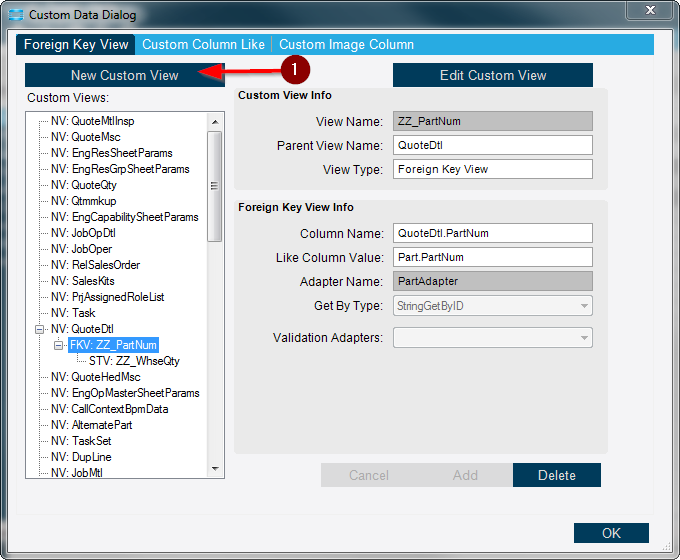 Custom Data Dialog
X
Foreign Key View
Custom Column Like
Custom Image Column
New Custom View
1
Edit Custom View
Custom Views:
NV: QuoteMtlInsp
NV: QuoteMsc
NV: EngResSheetParams
NV: EngResGrpSheetParams
NV: QuoteQty
NV: Qtmmkup
NV: EngCapabilitySheetParams
NV: JobOpDtl
NV: JobOper
NV: RelSalesOrder
NV: SalesKits
NV: PrjAssignedRoleList
NV: Task
NV: QuoteDtl
FKV: ZZ_PartNum
STV: ZZ_WhseQty
NV: QuoteHedMsc
NV: EngOpMasterSheetParams
NV: CallContextBpmData
NV: AlternatePart
NV: TaskSet
NV: DupLine
NV: JobMtl
Custom View Info
View Name: ZZ_PartNum
Parent View Name: QuoteDtl
View Type: Foreign Key View
Foreign Key View Info
Column Name: QuoteDtl.PartNum
Like Column Value: Part.PartNum
Adapter Name: PartAdapter
Get By Type: StringGetByID
Validation Adapters:
Cancel
Add
Delete
OK